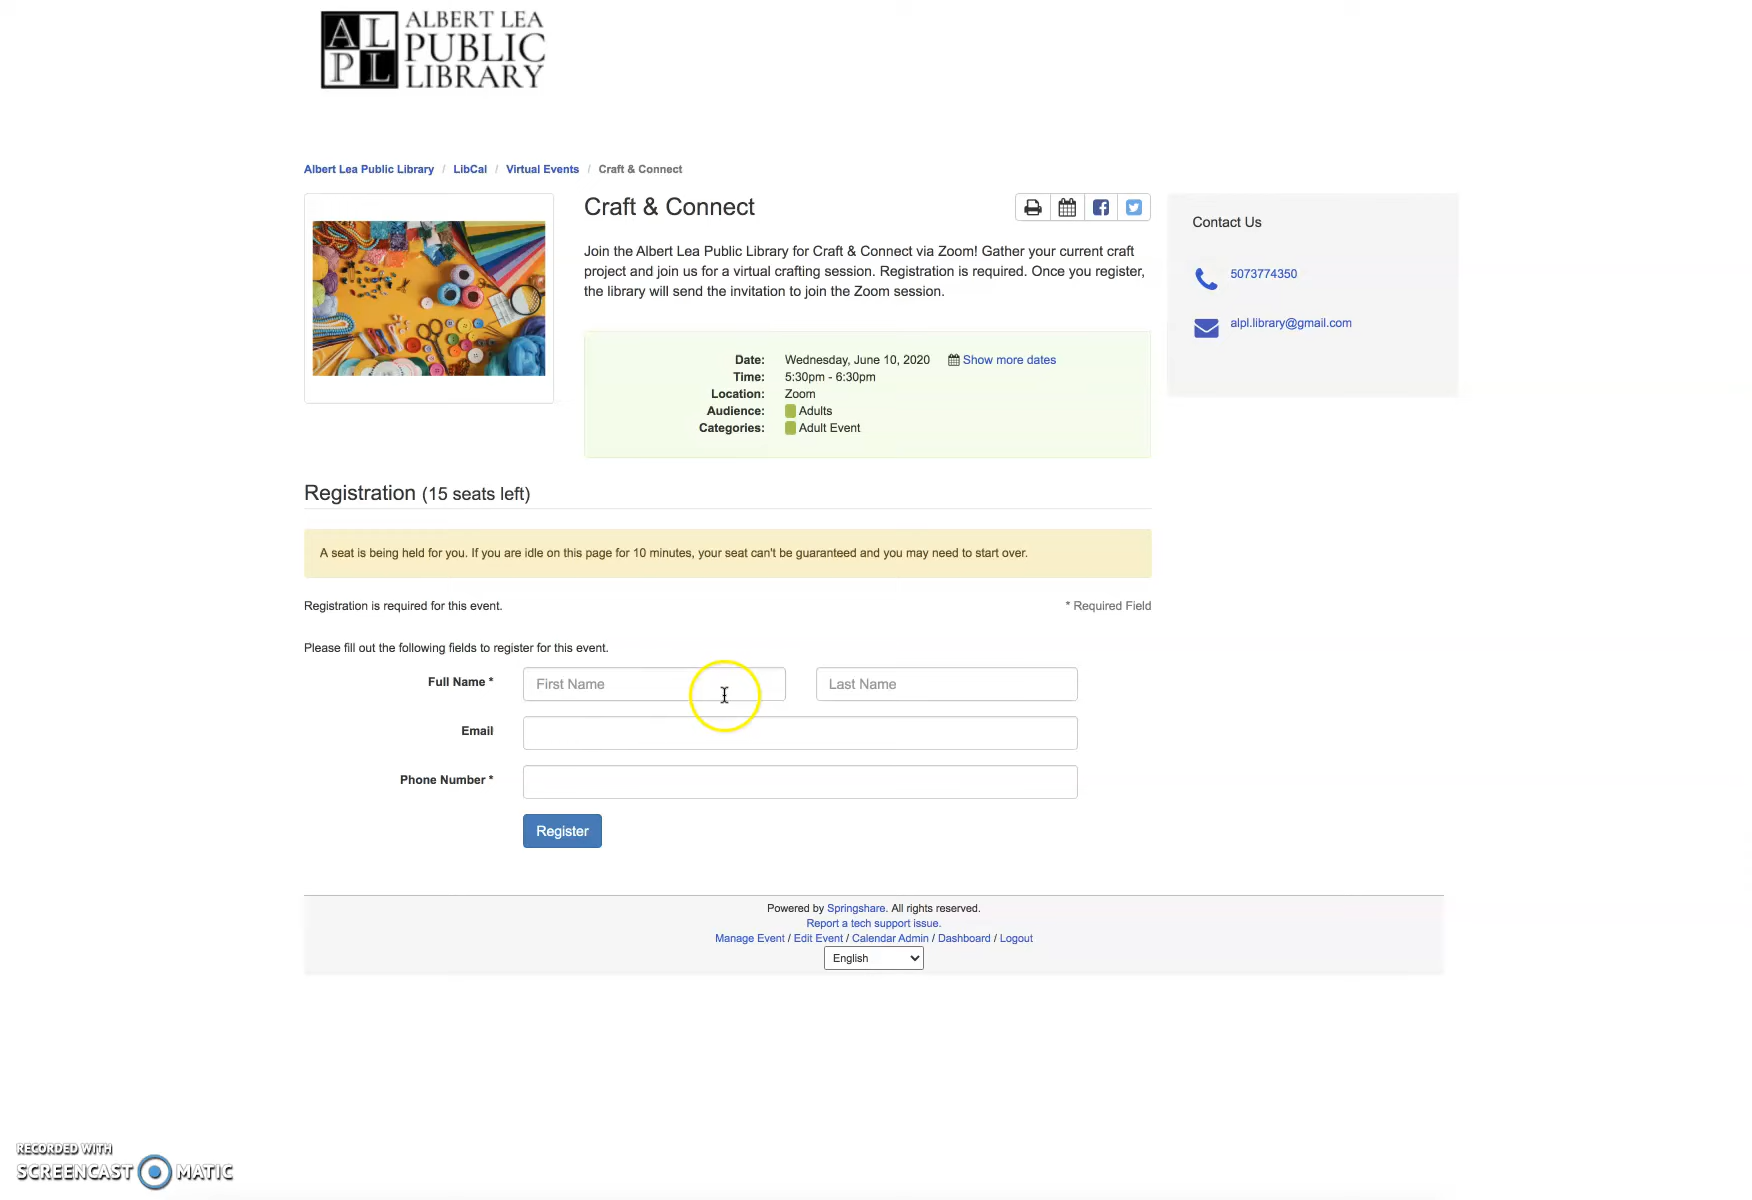 AL
PL
ALBERT LEA
PUBLIC
LIBRARY
Albert Lea Public Library / LibCal / Virtual Events / Craft & Connect
Craft & Connect
Join the Albert Lea Public Library for Craft & Connect via Zoom! Gather your current craft
project and join us for a virtual crafting session. Registration is required. Once you register,
the library will send the invitation to join the Zoom session.
Date: Wednesday, June 10, 2020 Show more dates
Time: 5:30pm - 6:30pm
Location: Zoom
Audience: Adults
Categories: Adult Event
Contact Us
5073774350
alpl.library@gmail.com
Registration (15 seats left)
A seat is being held for you. If you are idle on this page for 10 minutes, your seat can't be guaranteed and you may need to start over.
Registration is required for this event. * Required Field
Please fill out the following fields to register for this event.
Full Name * First Name Last Name
Email
Phone Number *
Register
Powered by Springshare. All rights reserved.
Report a tech support issue.
Manage Event / Edit Event / Calendar Admin / Dashboard / Logout
English
RECORDED WITH
SCREENCAST MATIC